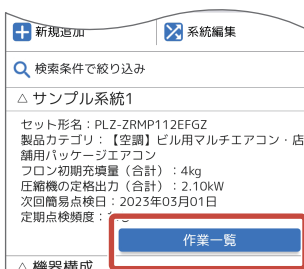 新規追加
系統編集
検索条件で絞り込み
△ サンプル系統1
セット形名：PLZ-ZRMP112EFGZ
製品カテゴリ：【空調】ビル用マルチエアコン・店
舗用パッケージエアコン
フロン初期充填量（合計）：4kg
圧縮機の定格出力（合計）：2.10kW
次回簡易点検日：2023年03月01日
定期点検頻度：
作業一覧
△ 機器構成